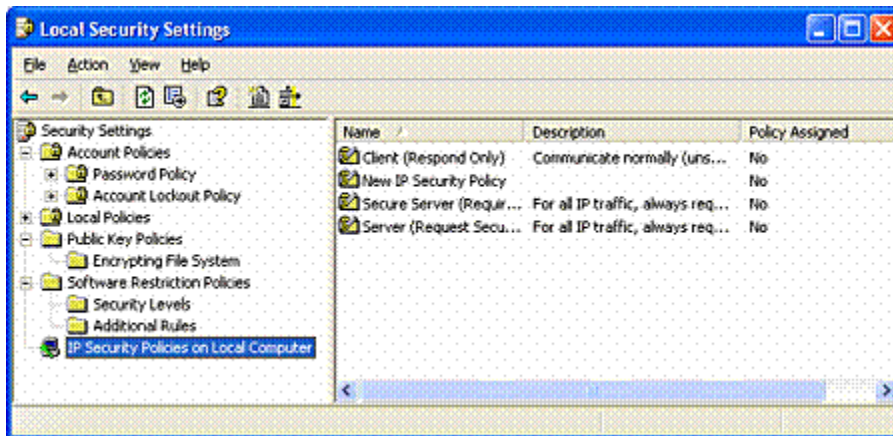 Local Security Settings
File Action View Help
Security Settings
Account Policies
Password Policy
Account Lockout Policy
Local Policies
Public Key Policies
Encrypting File System
Software Restriction Policies
Security Levels
Additional Rules
IP Security Policies on Local Computer
Name Description Policy Assigned
Client (Respond Only) Communicate normally (uns... No
New IP Security Policy No
Secure Server (Requir... For all IP traffic, always req... No
Server (Request Secu... For all IP traffic, always req... No